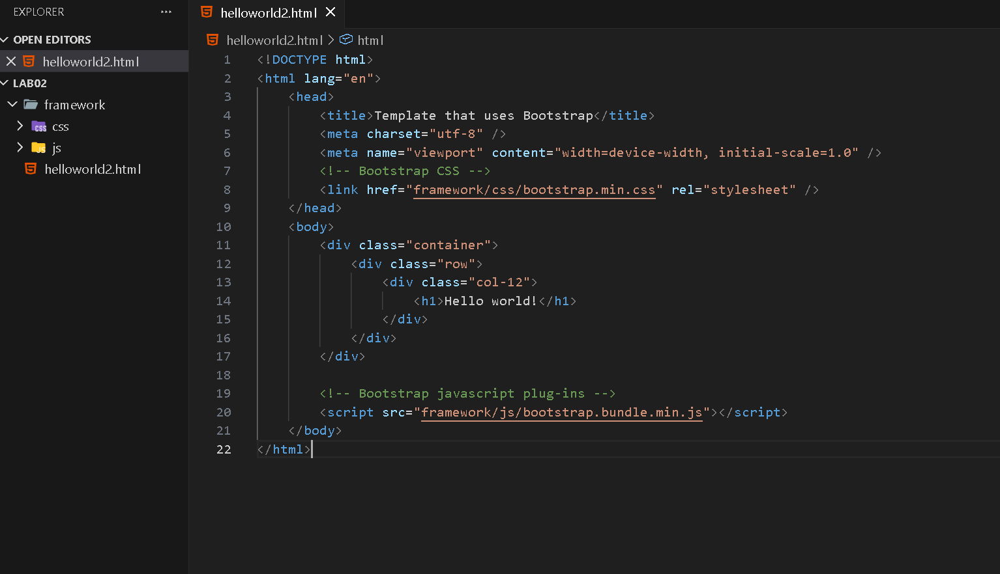 EXPLORER ···
OPEN EDITORS
helloworld2.html
LAB02
framework
css
js
helloworld2.html
helloworld2.html
helloworld2.html > html
1 <!DOCTYPE html>
2 <html lang="en">
3 <head>
4 <title>Template that uses Bootstrap</title>
5 <meta charset="utf-8" />
6 <meta name="viewport" content="width=device-width, initial-scale=1.0" />
7 <!-- Bootstrap CSS -->
8 <link href="framework/css/bootstrap.min.css" rel="stylesheet" />
9 </head>
10 <body>
11 <div class="container">
12 <div class="row">
13 <div class="col-12">
14 <h1>Hello world!</h1>
15 </div>
16 </div>
17 </div>
18
19 <!-- Bootstrap javascript plug-ins -->
20 <script src="framework/js/bootstrap.bundle.min.js"></script>
21 </body>
22 </html>